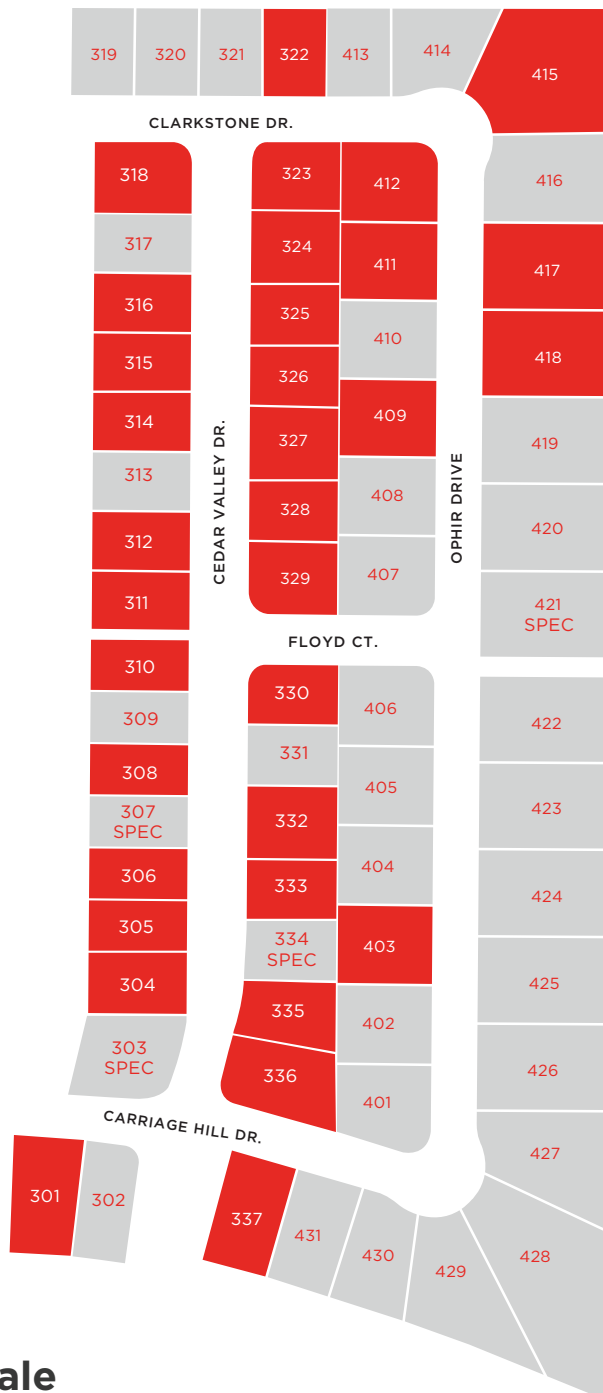 319 320 321 322 413 414 415
CLARKSTONE DR.
318 323 412 416
317 324 411 417
316 325 410 418
315 326 409 419
314 327 408 420
313 328 407 421
SPEC
312 329
311
CEDAR VALLEY DR.
OPHIR DRIVE
FLOYD CT.
310 330 406 422
309 331 405 423
308 332 404 424
307
SPEC
306 333 403 425
305 334
SPEC
304 335 402 426
303
SPEC
336 401 427
CARRIAGE HILL DR.
301 302 337 431 430 429 428
ale